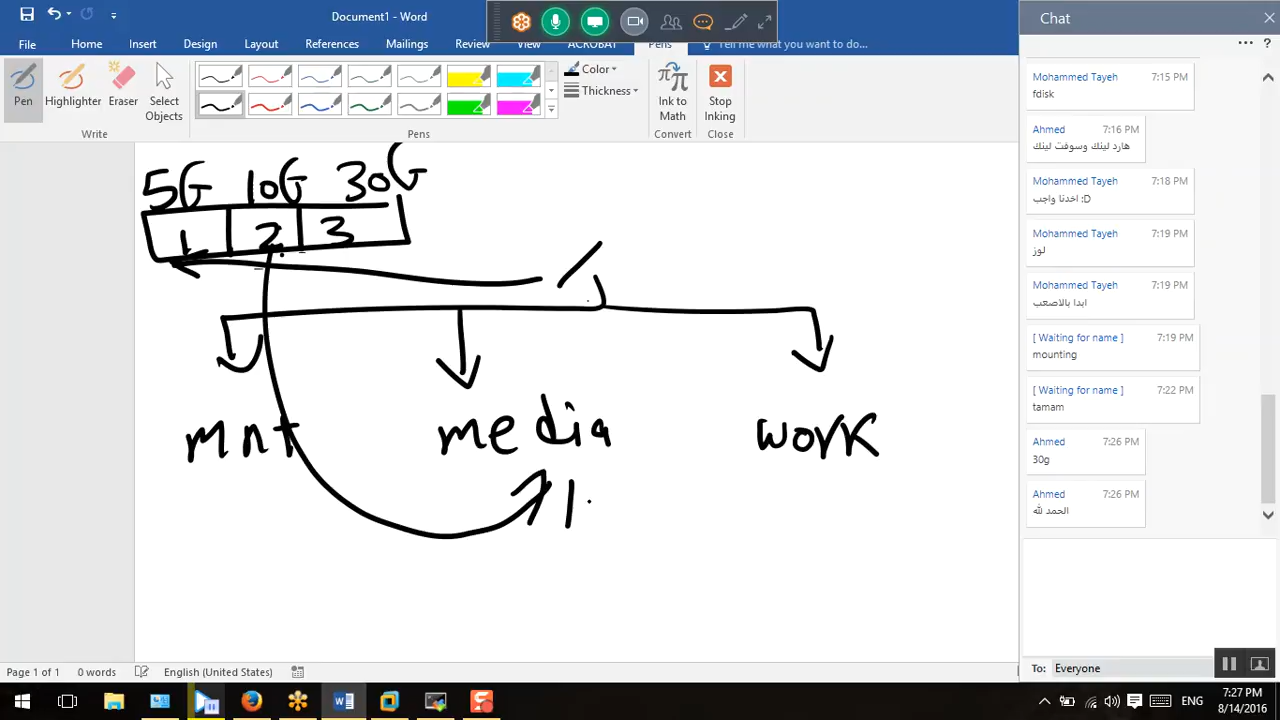 Document1 - Word
File Home Insert Design Layout References Mailings Review View ACROBAT Pens Tell me what you want to do...
Pen Highlighter Eraser Select Objects
Color
Thickness
Ink to Math
Stop Inking
Write Pens Convert Close
5G 10G 30G
1 2 3
/
mnt media work
1
Page 1 of 1 0 words English (United States)
Chat
Mohammed Tayeh 7:15 PM
fdisk
Ahmed 7:16 PM
هارد لينك وسوفت لينك
Mohammed Tayeh 7:18 PM
اخدنا واجب :D
Mohammed Tayeh 7:19 PM
لوز
Mohammed Tayeh 7:19 PM
ابدا بالاصعب
[ Waiting for name ] 7:19 PM
mounting
[ Waiting for name ] 7:22 PM
tamam
Ahmed 7:26 PM
30g
Ahmed 7:26 PM
الحمد لله
To: Everyone
ENG
7:27 PM
8/14/2016